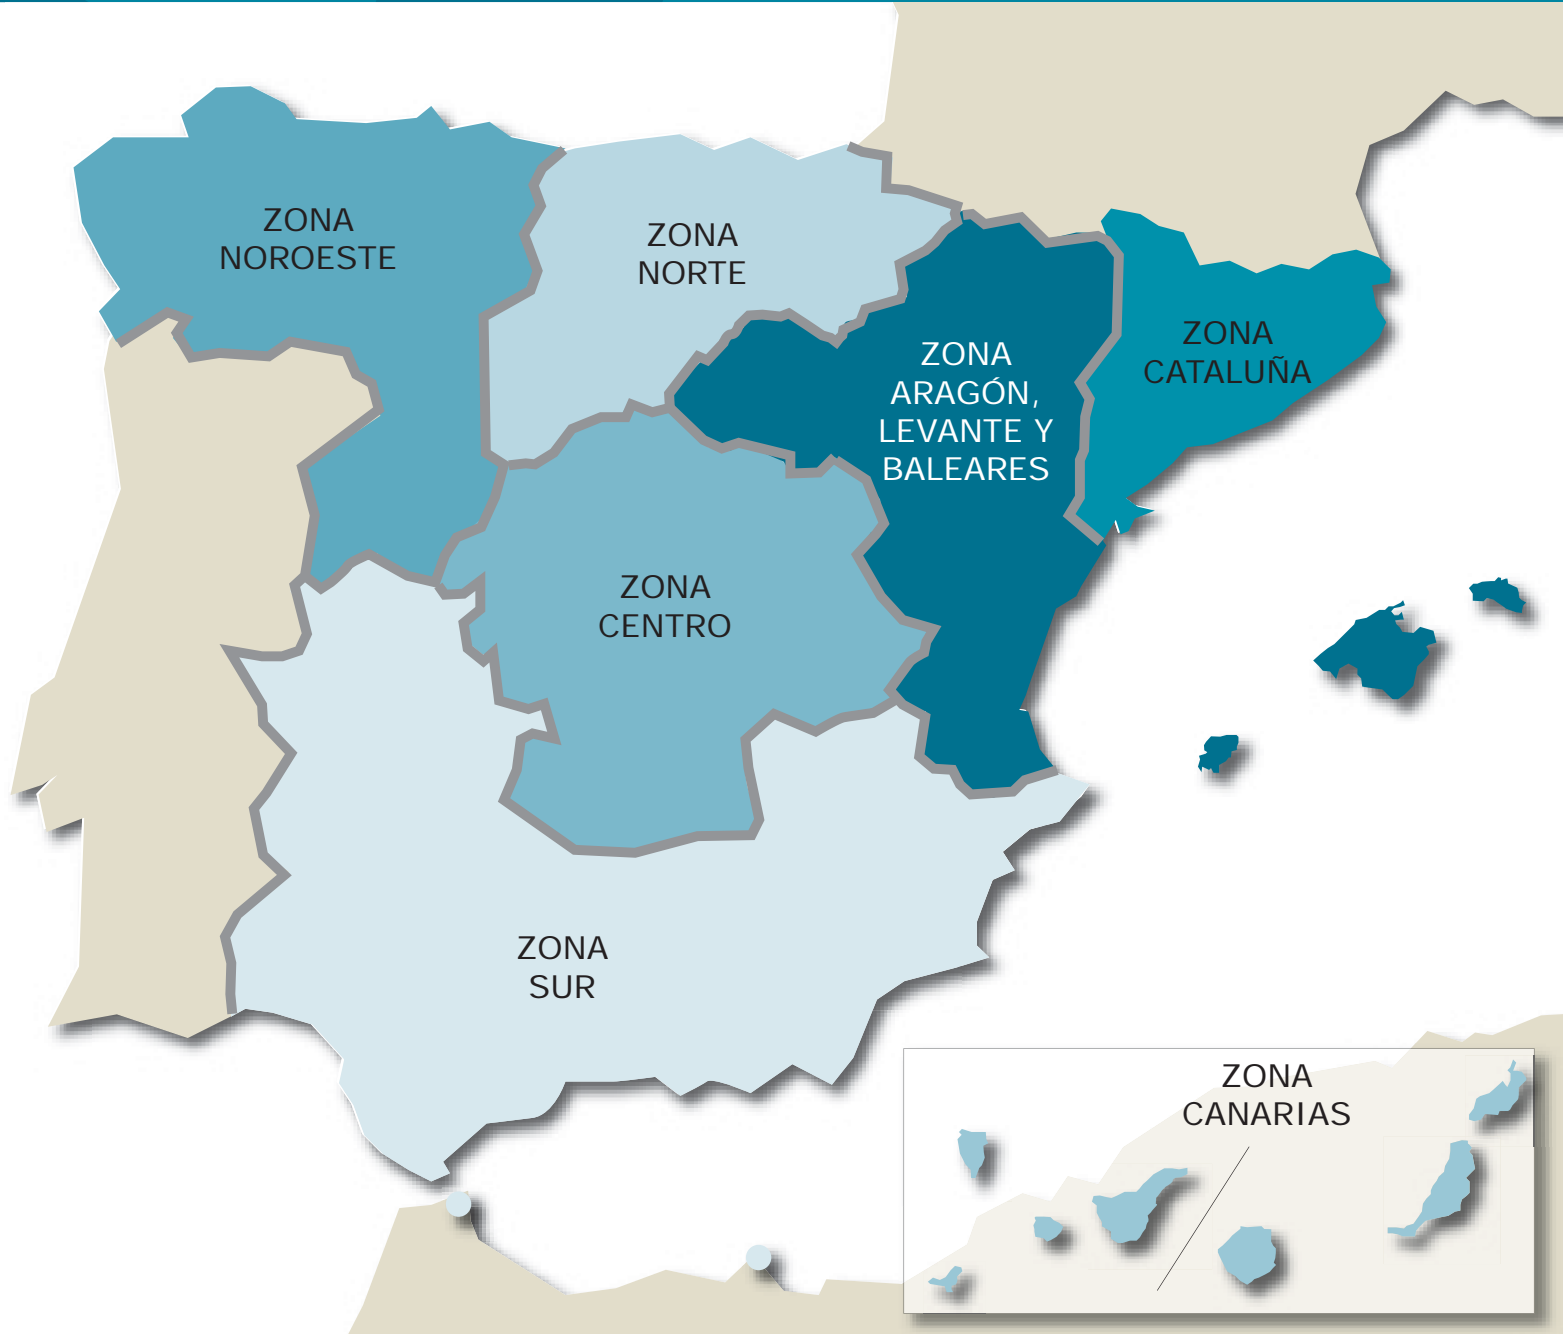 ZONA
NOROESTE
ZONA
NORTE
ZONA
ARAGÓN,
LEVANTE Y
BALEARES
ZONA
CATALUÑA
ZONA
CENTRO
ZONA
SUR
ZONA
CANARIAS